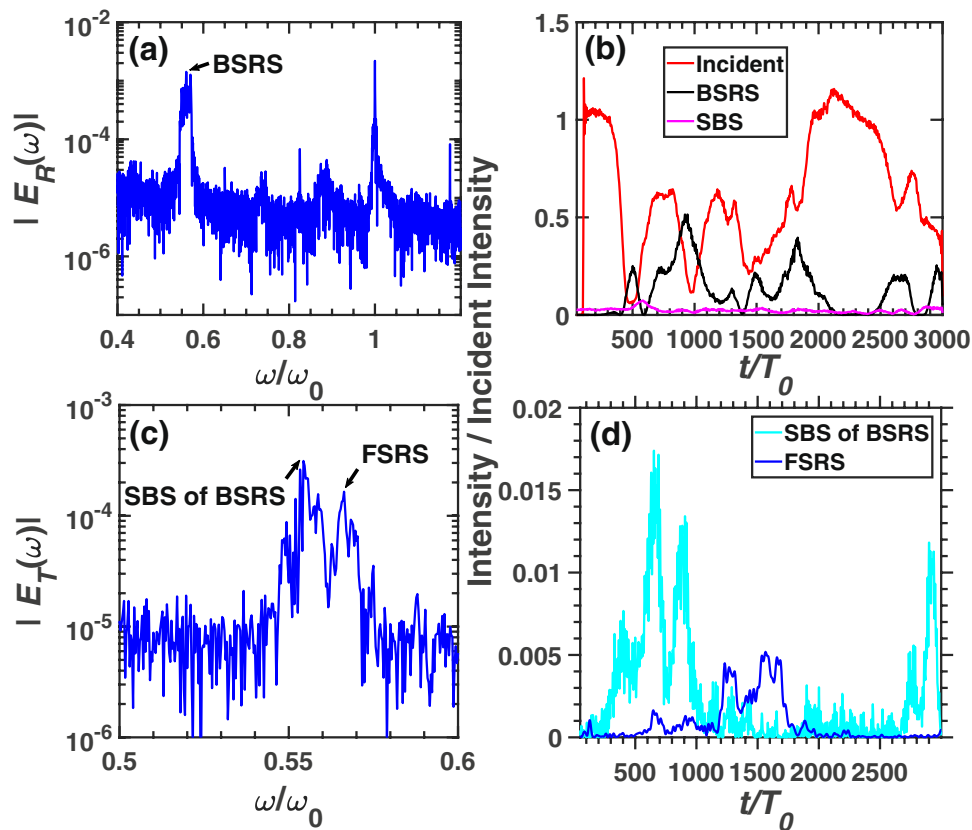 (a)
BSRS
| E_R(ω)|
10^-2
10^-4
10^-6
0.4 0.6 0.8 1
ω/ω_0
(b)
Incident
BSRS
SBS
1.5
1
0.5
0
500 1000 1500 2000 2500 3000
t/T_0
Intensity / Incident Intensity
(c)
SBS of BSRS
FSRS
| E_T(ω)|
10^-3
10^-4
10^-5
10^-6
0.5 0.55 0.6
ω/ω_0
(d)
SBS of BSRS
FSRS
0.02
0.015
0.01
0.005
0
500 1000 1500 2000 2500
t/T_0